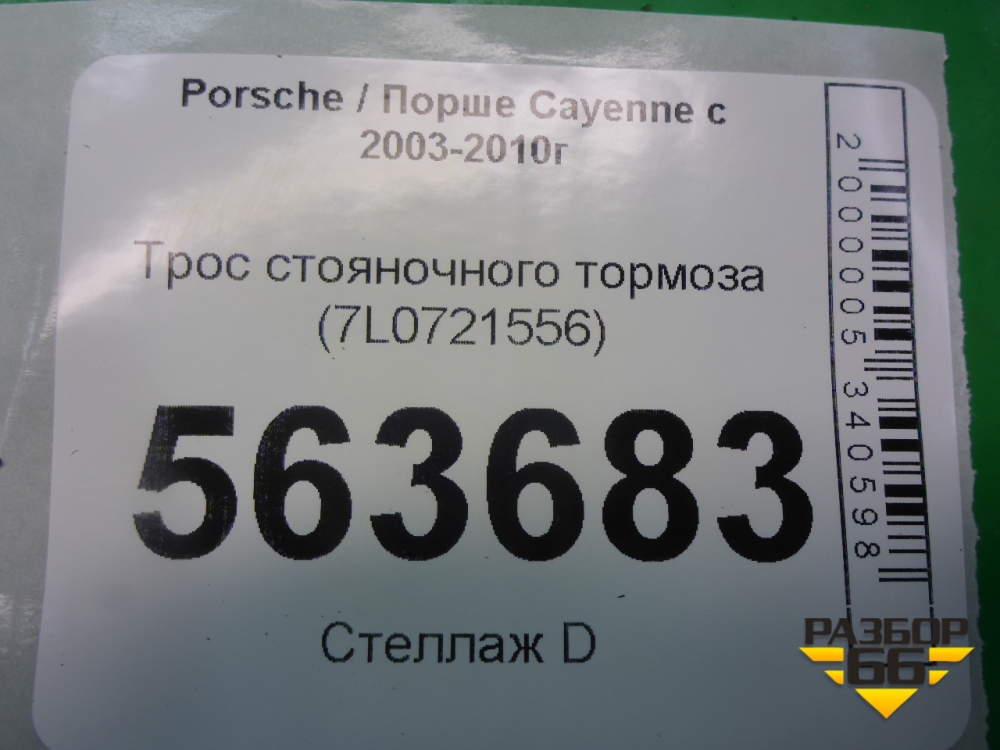 Porsche / Порше Cayenne с
2003-2010г
Трос стояночного тормоза
(7L0721556)
563683
Стеллаж D
2000005340598
РАЗБОР
66